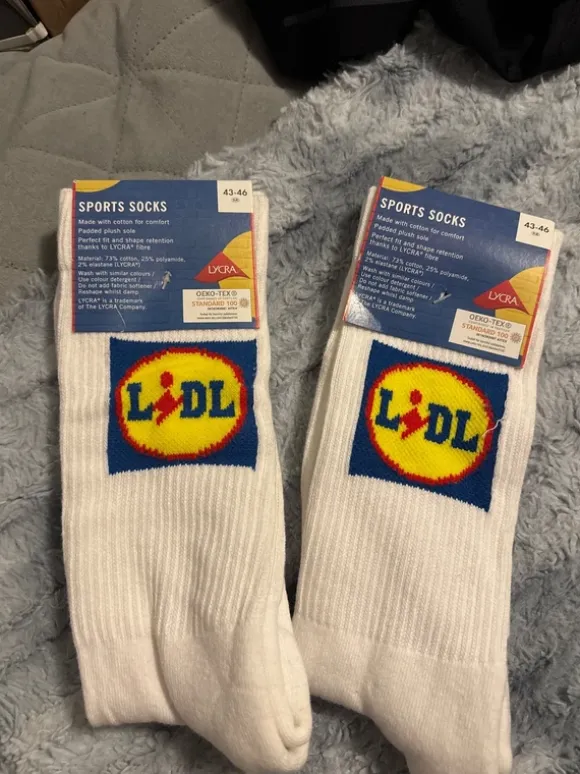 43-46
SPORTS SOCKS
Made with cotton for comfort
Padded plush sole
Perfect fit and shape retention
thanks to LYCRA® fibre
Material: 73% cotton, 25% polyamide,
2% elastane (LYCRA®)
Wash with similar colours /
Use colour detergent /
Do not add fabric softener /
Reshape whilst damp
LYCRA® is a trademark
of The LYCRA Company.
LYCRA
OEKO-TEX®
STANDARD 100
LiDL
43-46
SPORTS SOCKS
Made with cotton for comfort
Padded plush sole
Perfect fit and shape retention
thanks to LYCRA® fibre
Material: 73% cotton, 25% polyamide,
2% elastane (LYCRA®)
Wash with similar colours /
Use colour detergent /
Do not add fabric softener /
Reshape whilst damp
LYCRA® is a trademark
of The LYCRA Company.
LYCRA
OEKO-TEX®
STANDARD 100
LiDL